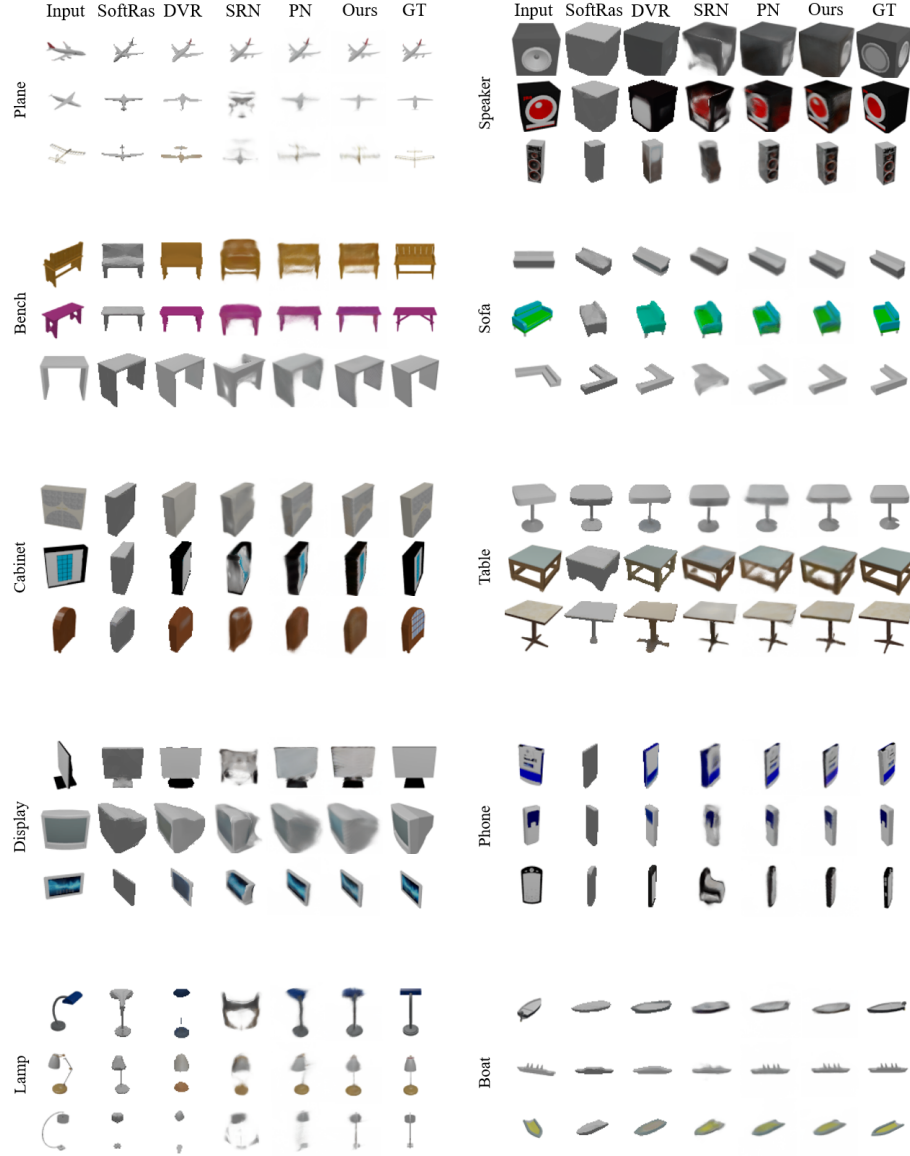 Input SoftRas DVR SRN PN Ours GT
Plane
Bench
Cabinet
Display
Lamp
Input SoftRas DVR SRN PN Ours GT
Speaker
Sofa
Table
Phone
Boat